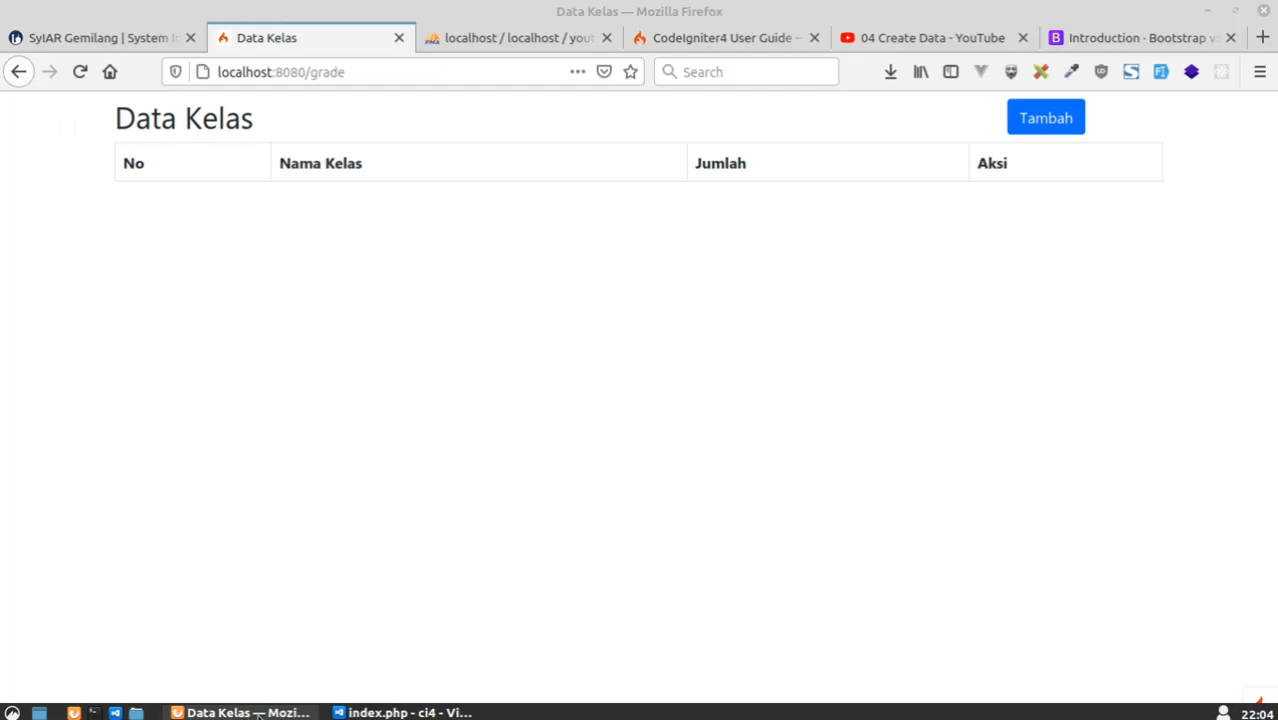 Data Kelas — Mozilla Firefox
SyIAR Gemilang | System I
Data Kelas
localhost / localhost / yout
CodeIgniter4 User Guide —
04 Create Data - YouTube
Introduction · Bootstrap v5
localhost:8080/grade
Search
Data Kelas
Tambah
No
Nama Kelas
Jumlah
Aksi
Data Kelas — Mozi...
index.php - ci4 - Vi...
22:04